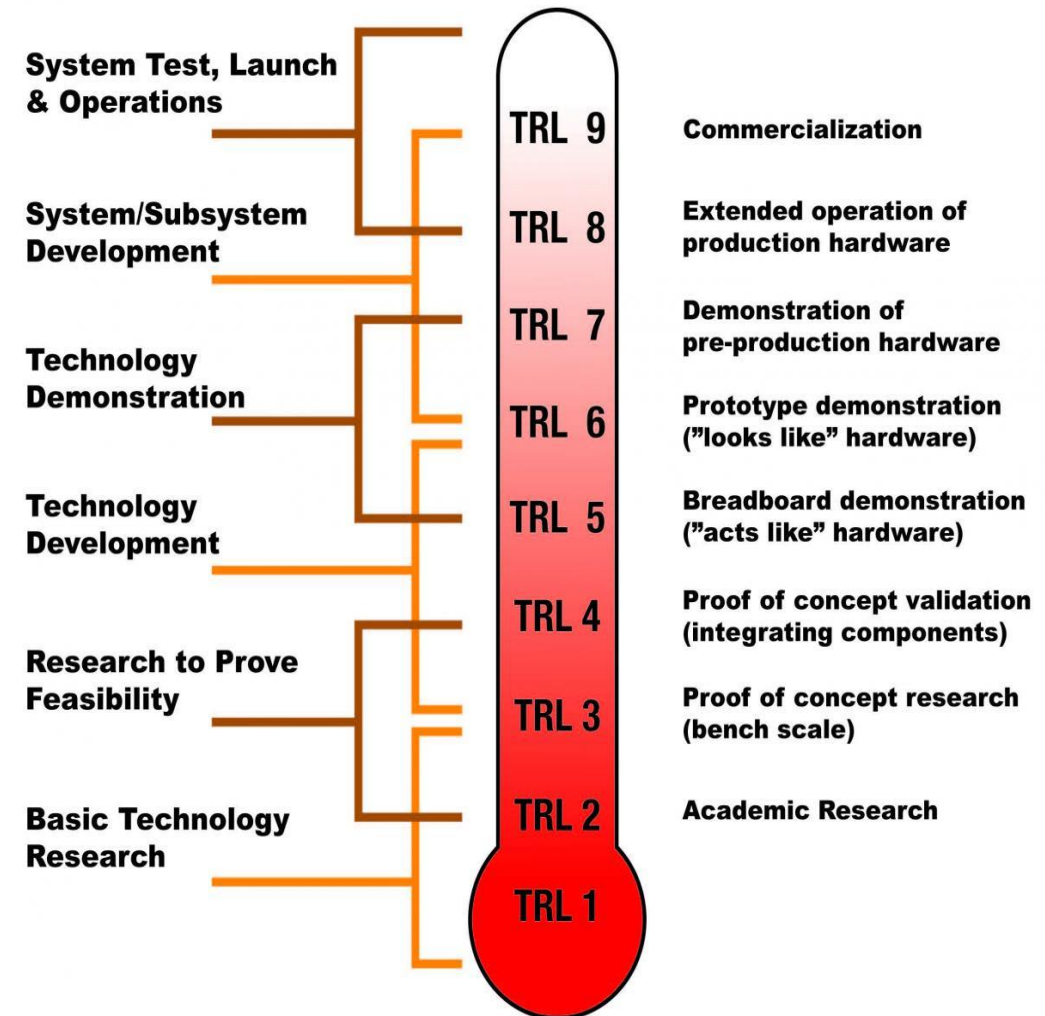 System Test, Launch
& Operations
System/Subsystem
Development
Technology
Demonstration
Technology
Development
Research to Prove
Feasibility
Basic Technology
Research
TRL 9
TRL 8
TRL 7
TRL 6
TRL 5
TRL 4
TRL 3
TRL 2
TRL 1
Commercialization
Extended operation of
production hardware
Demonstration of
pre-production hardware
Prototype demonstration
(”looks like” hardware)
Breadboard demonstration
(”acts like” hardware)
Proof of concept validation
(integrating components)
Proof of concept research
(bench scale)
Academic Research